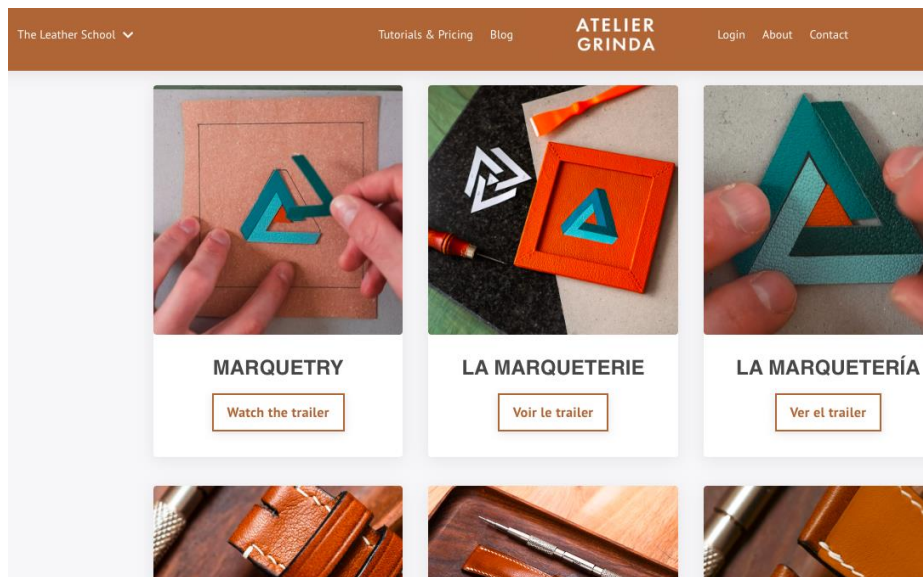 The Leather School
Tutorials & Pricing
Blog
ATELIER
GRINDA
Login
About
Contact
MARQUETRY
LA MARQUETERIE
LA MARQUETERÍA
Watch the trailer
Voir le trailer
Ver el trailer